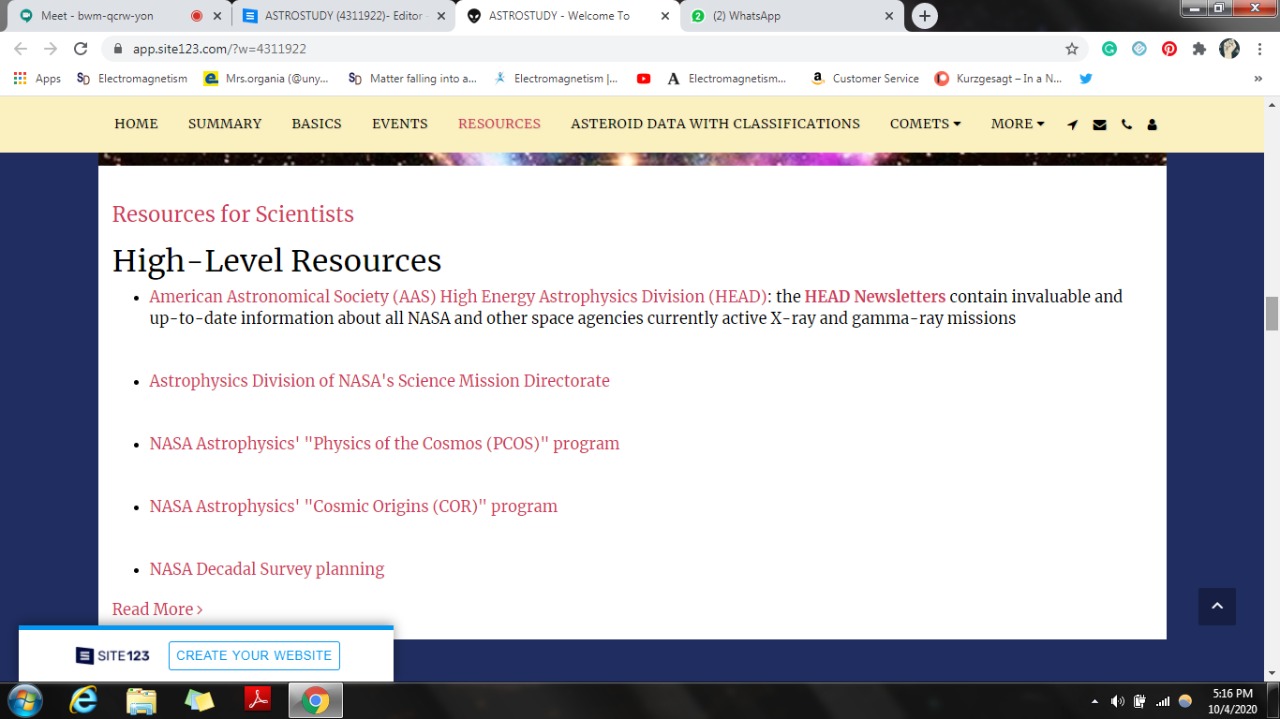 Meet - bwm-qcrw-yon
ASTROSTUDY (4311922)- Editor -
ASTROSTUDY - Welcome To
(2) WhatsApp
app.site123.com/?w=4311922
Apps
Electromagnetism
Mrs.organia (@uny...
Matter falling into a...
Electromagnetism |...
Electromagnetism...
Customer Service
Kurzgesagt – In a N...
»
HOME
SUMMARY
BASICS
EVENTS
RESOURCES
ASTEROID DATA WITH CLASSIFICATIONS
COMETS
MORE
Resources for Scientists
High-Level Resources
• American Astronomical Society (AAS) High Energy Astrophysics Division (HEAD): the HEAD Newsletters contain invaluable and
up-to-date information about all NASA and other space agencies currently active X-ray and gamma-ray missions
• Astrophysics Division of NASA's Science Mission Directorate
• NASA Astrophysics' "Physics of the Cosmos (PCOS)" program
• NASA Astrophysics' "Cosmic Origins (COR)" program
• NASA Decadal Survey planning
Read More >
SITE123
CREATE YOUR WEBSITE
5:16 PM
10/4/2020